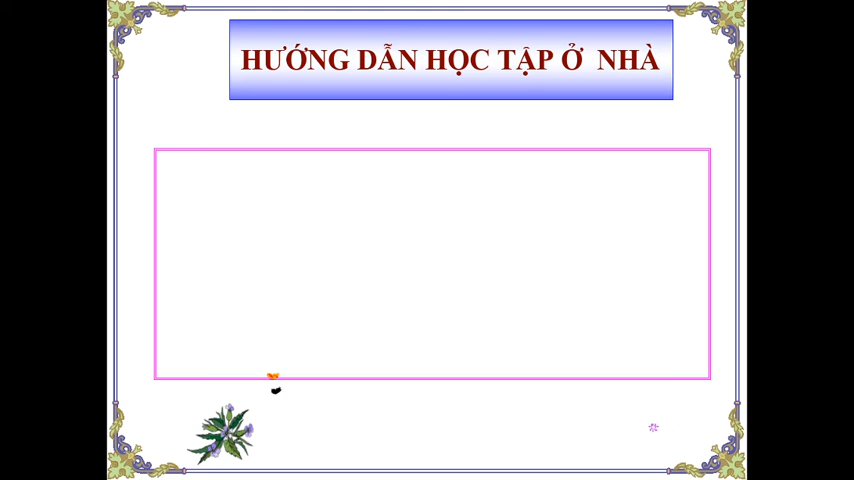 HƯỚNG DẪN HỌC TẬP Ở NHÀ